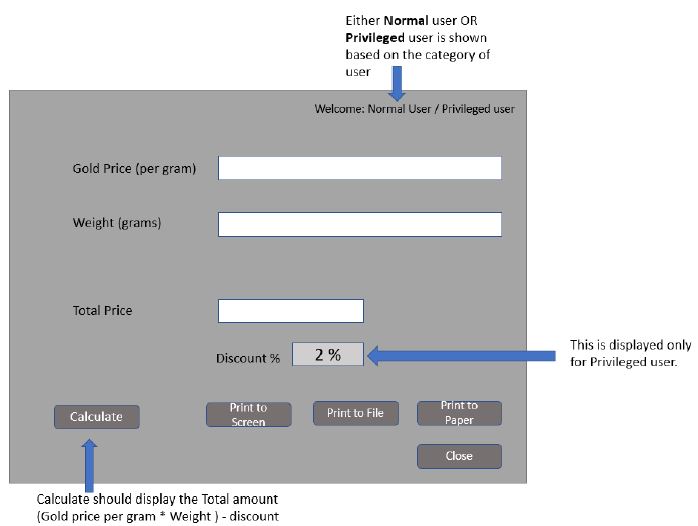 Either Normal user OR
Privileged user is shown
based on the category of
user
Welcome: Normal User / Privileged user
Gold Price (per gram)
Weight (grams)
Total Price
Discount %
2 %
This is displayed only
for Privileged user.
Calculate
Print to
Screen
Print to File
Print to
Paper
Close
Calculate should display the Total amount
(Gold price per gram * Weight ) - discount